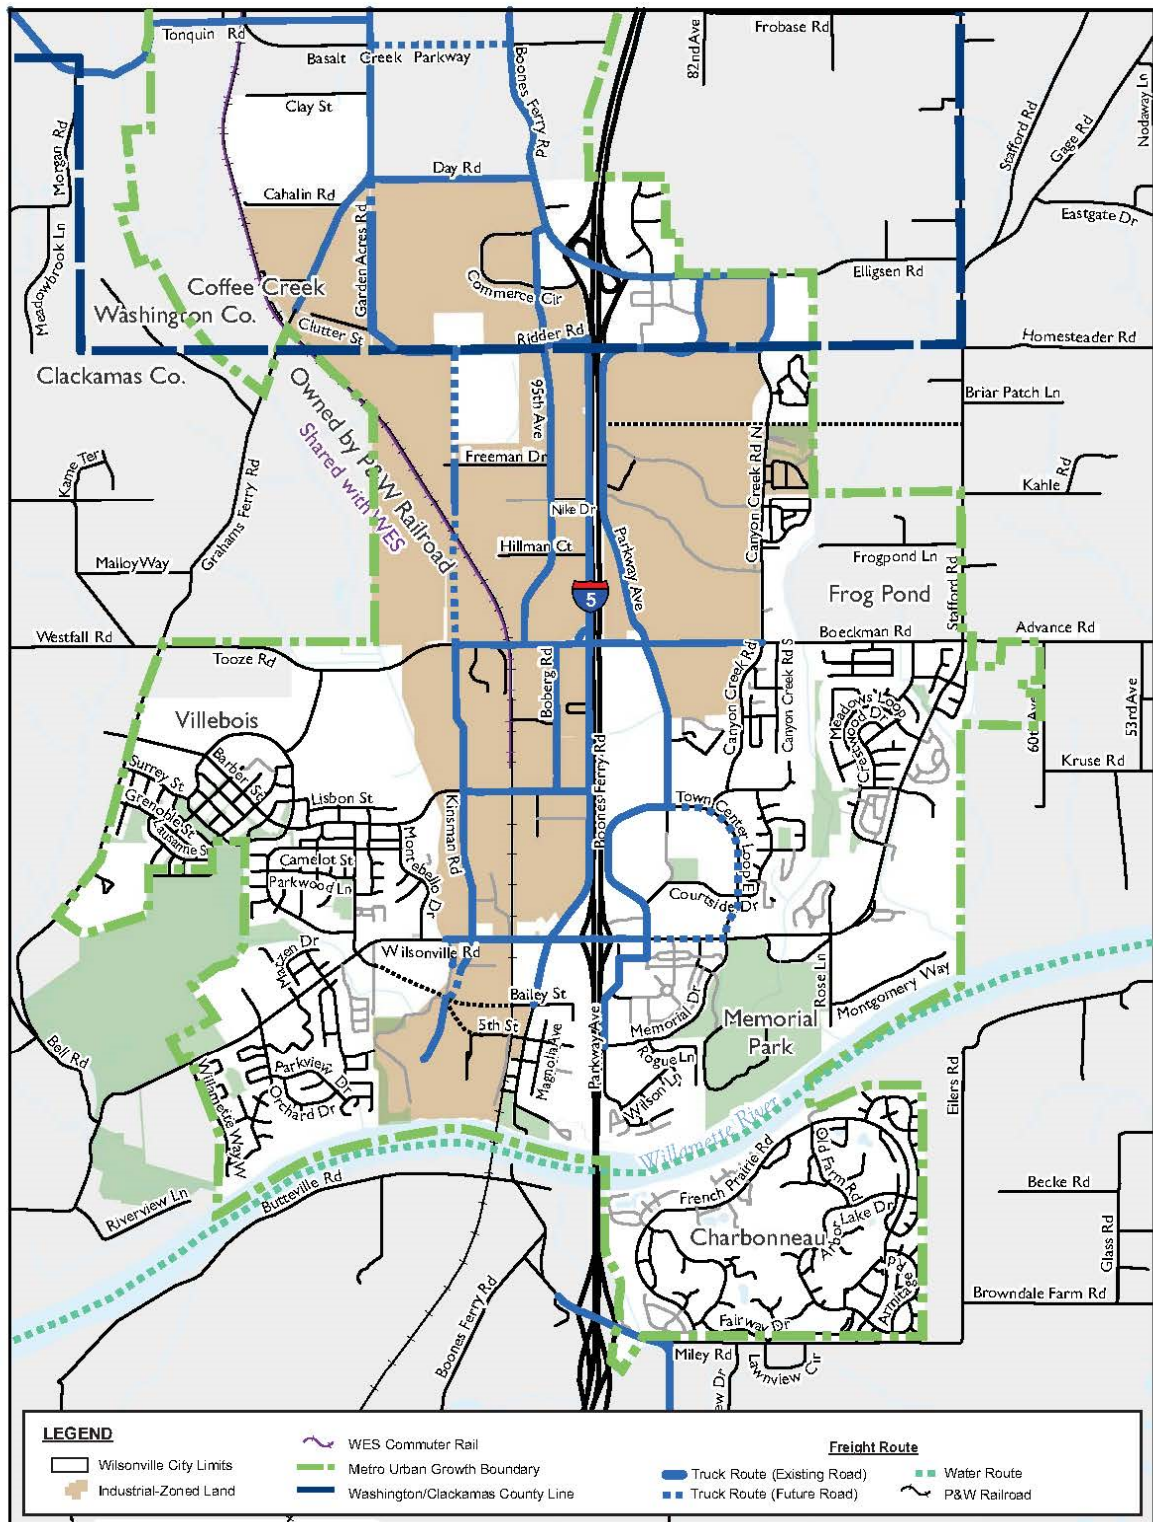 Tonquin Rd
Basalt Creek Parkway
Boones Ferry Rd
82nd Ave
Frobase Rd
Nodaway Ln
Stafford Rd
Gage Rd
Clay St
Morgan Rd
Day Rd
Cahalin Rd
Eastgate Dr
Meadowbrook Ln
Garden Acres Rd
Elligsen Rd
Coffee Creek
Commerce Cir
Washington Co.
Clutter St
Ridder Rd
Homesteader Rd
Clackamas Co.
Owned by P&W Railroad
Shared with WES
95th Ave
Briar Patch Ln
Canyon Creek Rd N
Kame Ter
Freeman Dr
Kahle Rd
Grahams Ferry Rd
Nike Dr
Hillman Ct
Parkway Ave
Frogpond Ln
Malloy Way
5
Frog Pond
Stafford Rd
Westfall Rd
Boeckman Rd
Advance Rd
Tooze Rd
Boberg Rd
Canyon Creek Rd
Canyon Creek Rd S
Meadows Loop
Crestwood Dr
60th Ave
53rd Ave
Villebois
Kruse Rd
Barber St
Surrey St
Boones Ferry Rd
Lisbon St
Grenoble St
Lausanne St
Kinsman Rd
Town Center Loop E
Montebello Dr
Camelot St
Parkwood Ln
Courtside Dr
Wilsonville Rd
Mazzen Dr
Rose Ln
Montgomery Way
Bailey St
5th St
Memorial Dr
Memorial
Park
Bell Rd
Magnolia Ave
Parkway Ave
Rogue Ln
Wilson Ln
Parkview Dr
Orchard Dr
Willamette Way W
Eilers Rd
Willamette River
Old Farm Rd
French Prairie Rd
Becke Rd
Butteville Rd
Riverview Ln
Arbor Lake Dr
Charbonneau
Glass Rd
Armitage Rd
Browndale Farm Rd
Boones Ferry Rd
Fairway Dr
Miley Rd
Lawnview Cir
ew Dr
LEGEND
Wilsonville City Limits
Industrial-Zoned Land
WES Commuter Rail
Metro Urban Growth Boundary
Washington/Clackamas County Line
Freight Route
Truck Route (Existing Road)
Truck Route (Future Road)
Water Route
P&W Railroad